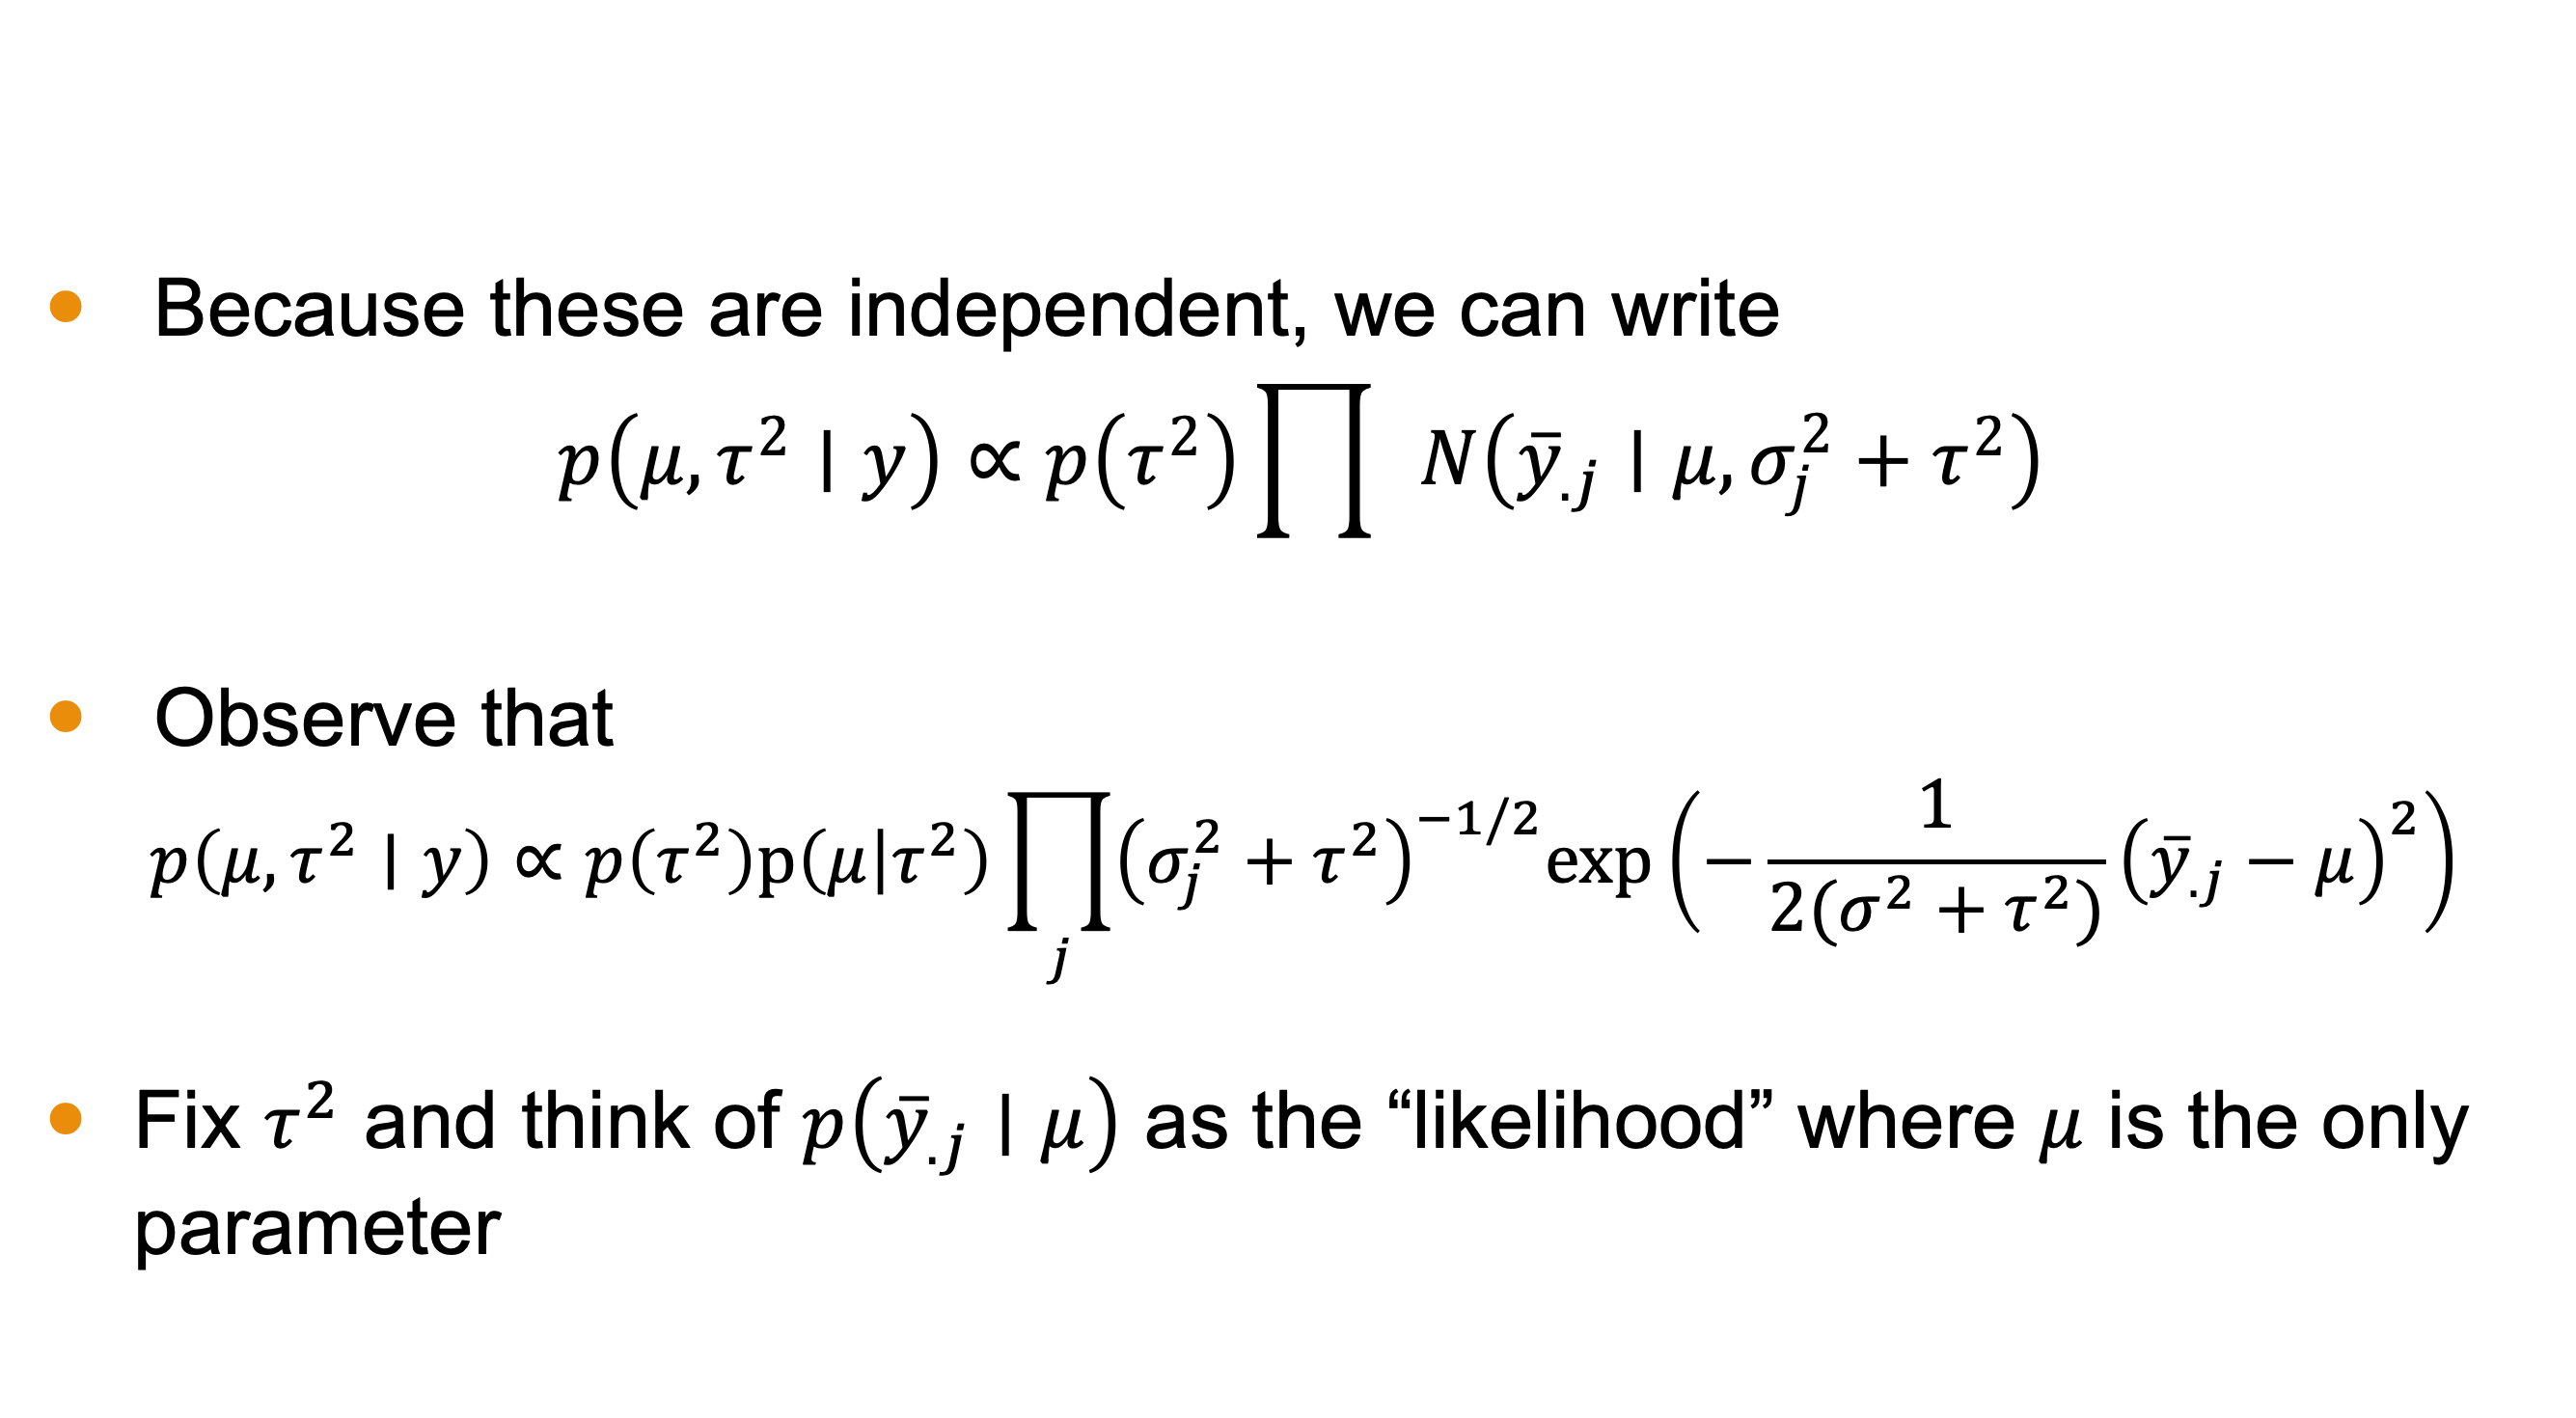 • Because these are independent, we can write
p(μ, τ² | y) ∝ p(τ²) ∏ N(ȳ.ⱼ | μ, σⱼ² + τ²)
• Observe that
p(μ, τ² | y) ∝ p(τ²)p(μ|τ²) ∏ⱼ (σⱼ² + τ²)^{−1/2} exp(−\frac{1}{2(σ² + τ²)} (ȳ.ⱼ − μ)²)
• Fix τ² and think of p(ȳ.ⱼ | μ) as the “likelihood” where μ is the only
parameter